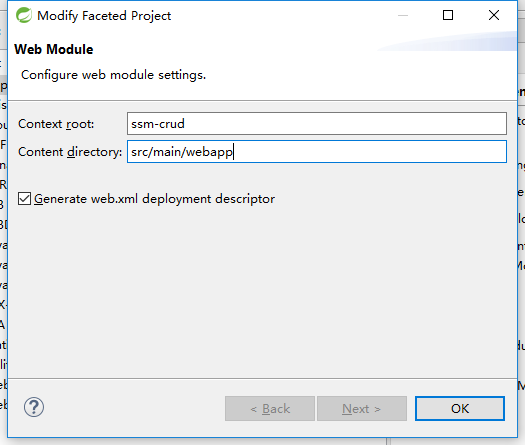 Modify Faceted Project
Web Module
Configure web module settings.
Context root: ssm-crud
Content directory: src/main/webapp
Generate web.xml deployment descriptor
? < Back Next > OK